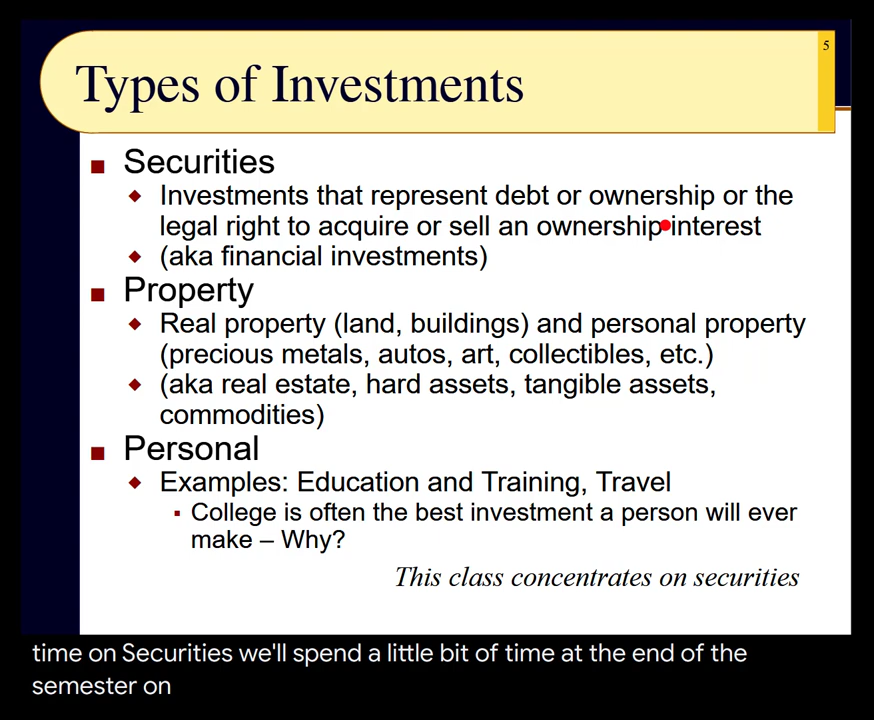 5
Types of Investments
Securities
Investments that represent debt or ownership or the
legal right to acquire or sell an ownership interest
(aka financial investments)
Property
Real property (land, buildings) and personal property
(precious metals, autos, art, collectibles, etc.)
(aka real estate, hard assets, tangible assets,
commodities)
Personal
Examples: Education and Training, Travel
College is often the best investment a person will ever
make – Why?
This class concentrates on securities
time on Securities we'll spend a little bit of time at the end of the
semester on